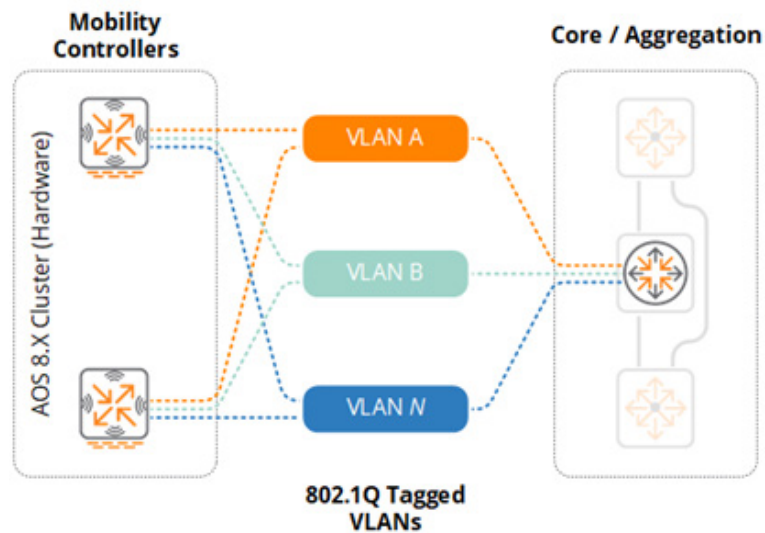 Mobility
Controllers
Core / Aggregation
AOS 8.X Cluster (Hardware)
VLAN A
VLAN B
VLAN N
802.1Q Tagged
VLANs